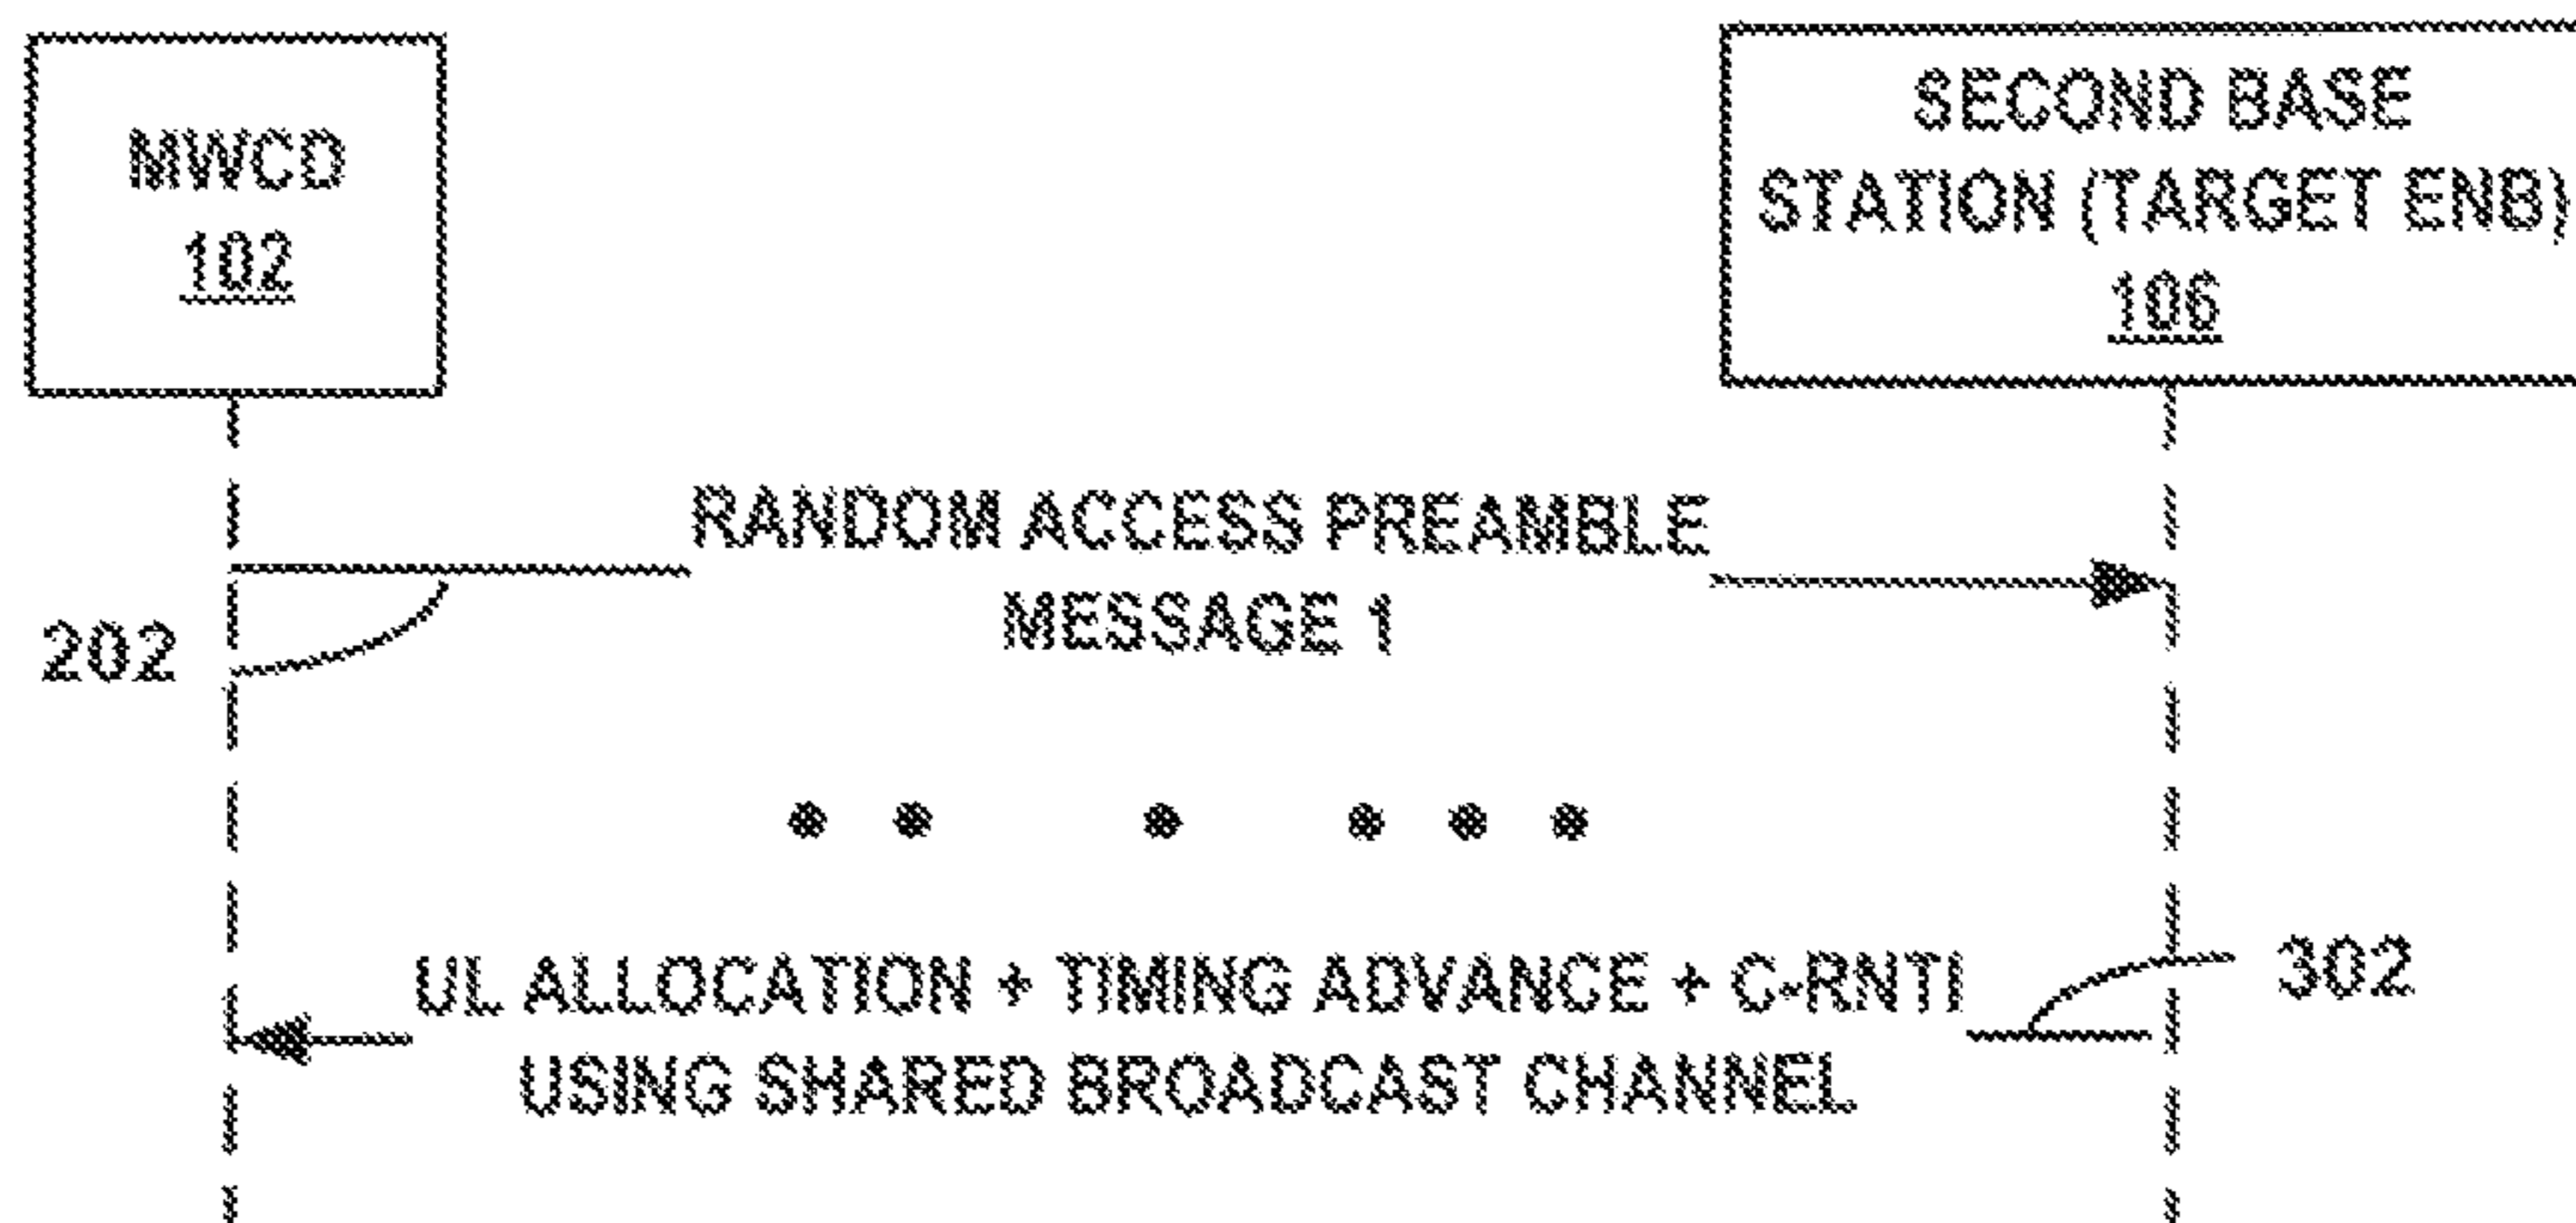 MWCD
102
SECOND BASE
STATION (TARGET ENB)
106
RANDOM ACCESS PREAMBLE
MESSAGE 1
202
UL ALLOCATION + TIMING ADVANCE + C-RNTI
USING SHARED BROADCAST CHANNEL
302